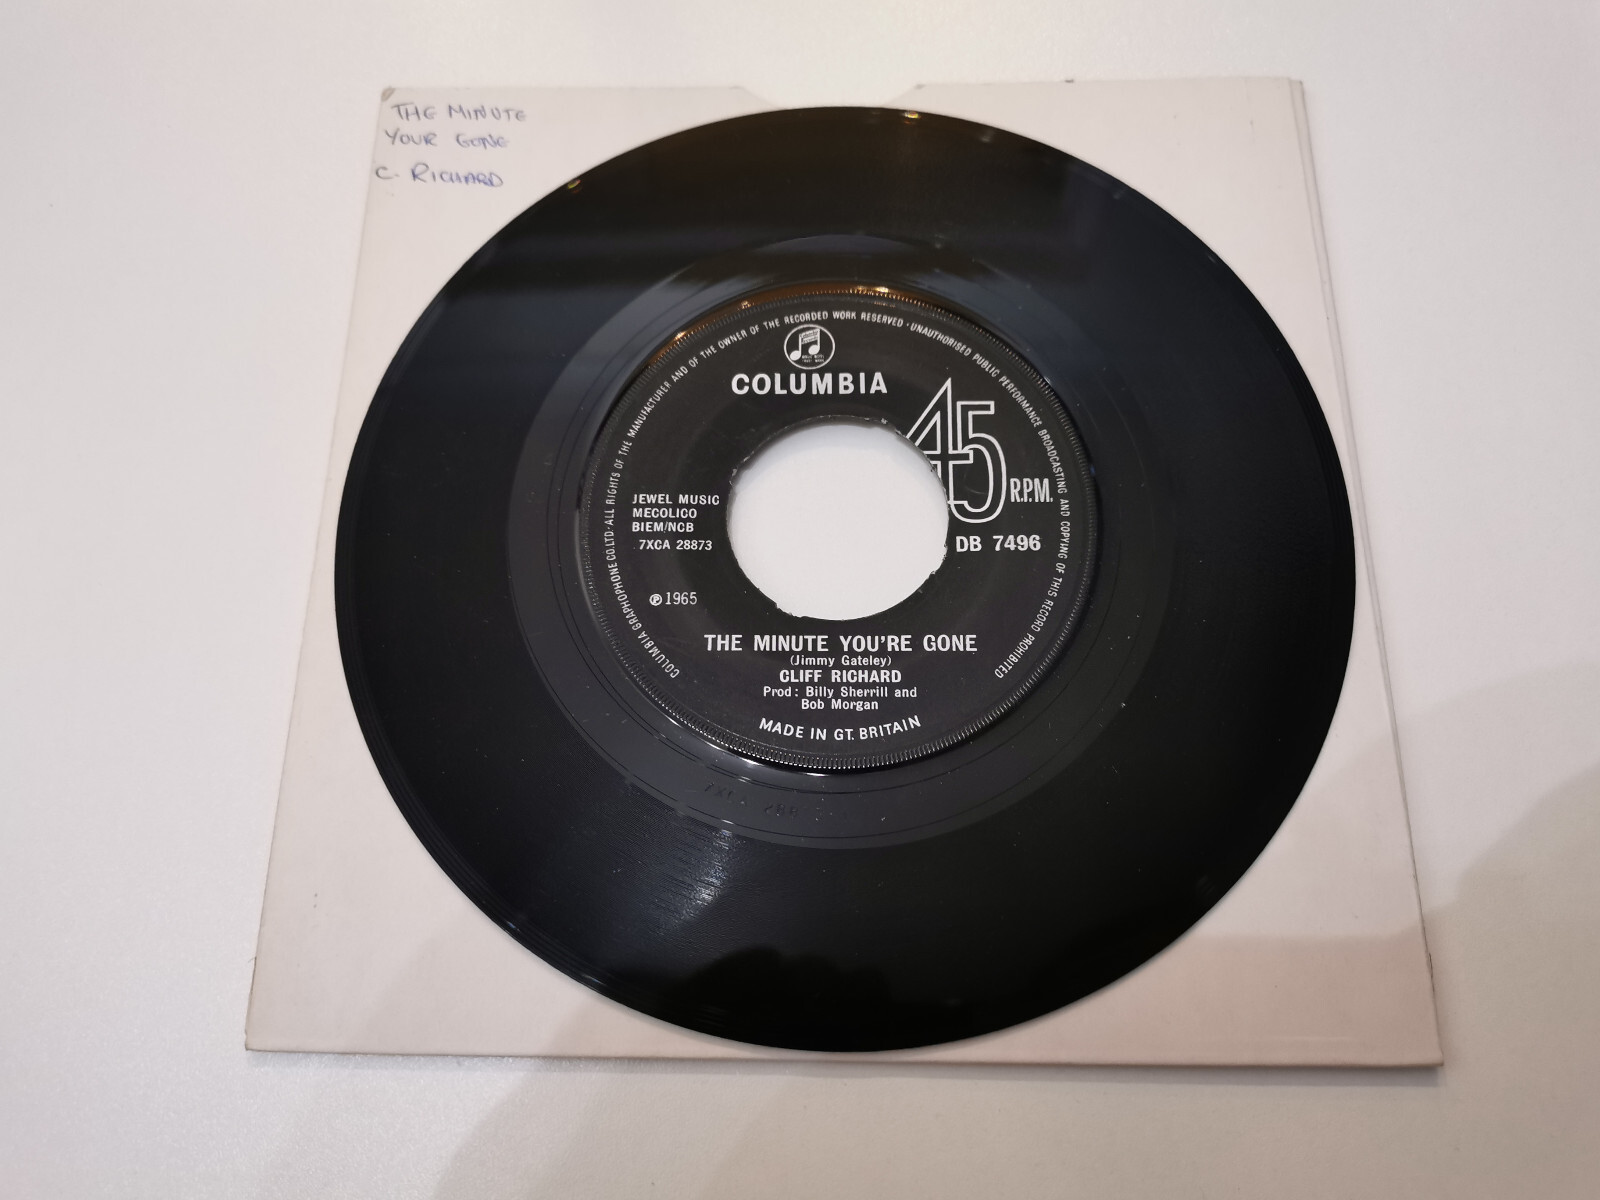 THE MINUTE
YOUR GONE
C. RICHARD
COLUMBIA GRAPHOPHONE CO. LTD· ALL RIGHTS OF THE MANUFACTURER AND OF THE OWNER OF THE RECORDED WORK RESERVED · UNAUTHORISED PUBLIC PERFORMANCE BROADCASTING AND COPYING OF THIS RECORD PROHIBITED
COLUMBIA
45
R.P.M.
JEWEL MUSIC
MECOLICO
BIEM/NCB
7XCA 28873
DB 7496
℗ 1965
THE MINUTE YOU'RE GONE
(Jimmy Gateley)
CLIFF RICHARD
Prod: Billy Sherrill and
Bob Morgan
MADE IN GT. BRITAIN